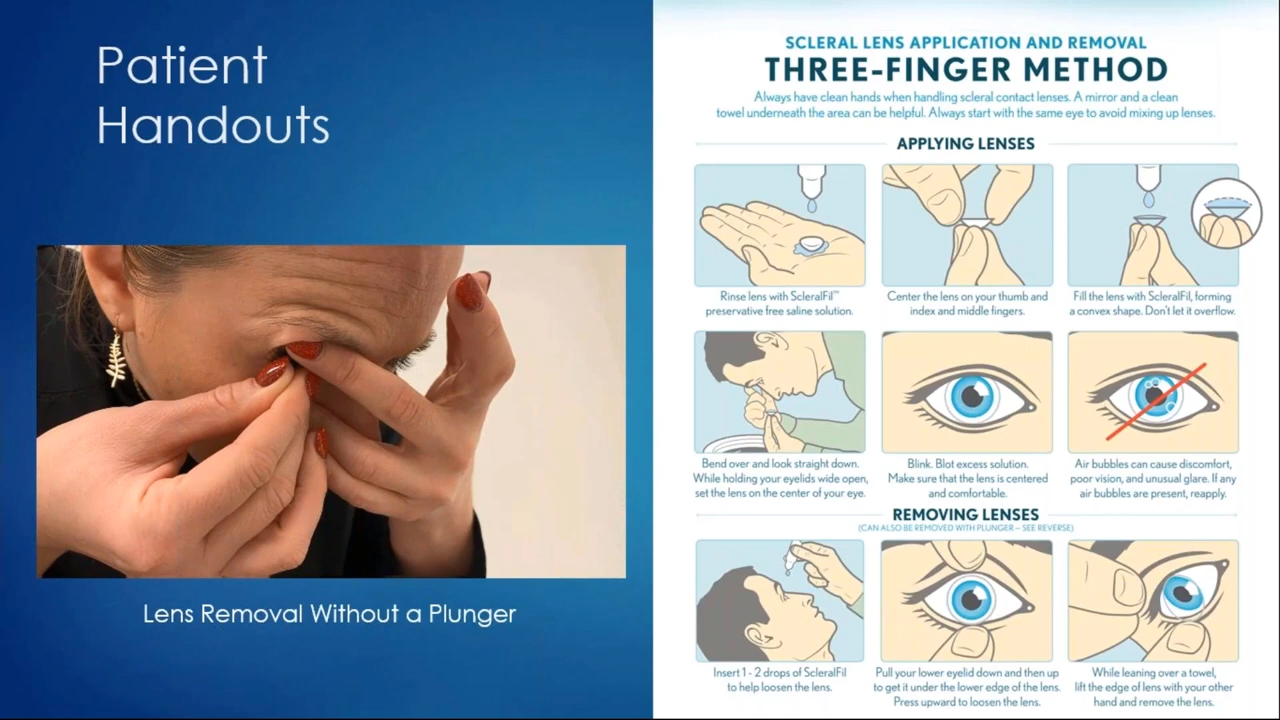 Patient
Handouts
Lens Removal Without a Plunger
SCLERAL LENS APPLICATION AND REMOVAL
THREE-FINGER METHOD
Always have clean hands when handling scleral contact lenses. A mirror and a clean
towel underneath the area can be helpful. Always start with the same eye to avoid mixing up lenses.
APPLYING LENSES
Rinse lens with ScleralFil™
preservative free saline solution.
Center the lens on your thumb and
index and middle fingers.
Fill the lens with ScleralFil, forming
a convex shape. Don't let it overflow.
Bend over and look straight down.
While holding your eyelids wide open,
set the lens on the center of your eye.
Blink. Blot excess solution.
Make sure that the lens is centered
and comfortable.
Air bubbles can cause discomfort,
poor vision, and unusual glare. If any
air bubbles are present, reapply.
REMOVING LENSES
(CAN ALSO BE REMOVED WITH PLUNGER – SEE REVERSE)
Insert 1 - 2 drops of ScleralFil
to help loosen the lens.
Pull your lower eyelid down and then up
to get it under the lower edge of the lens.
Press upward to loosen the lens.
While leaning over a towel,
lift the edge of lens with your other
hand and remove the lens.